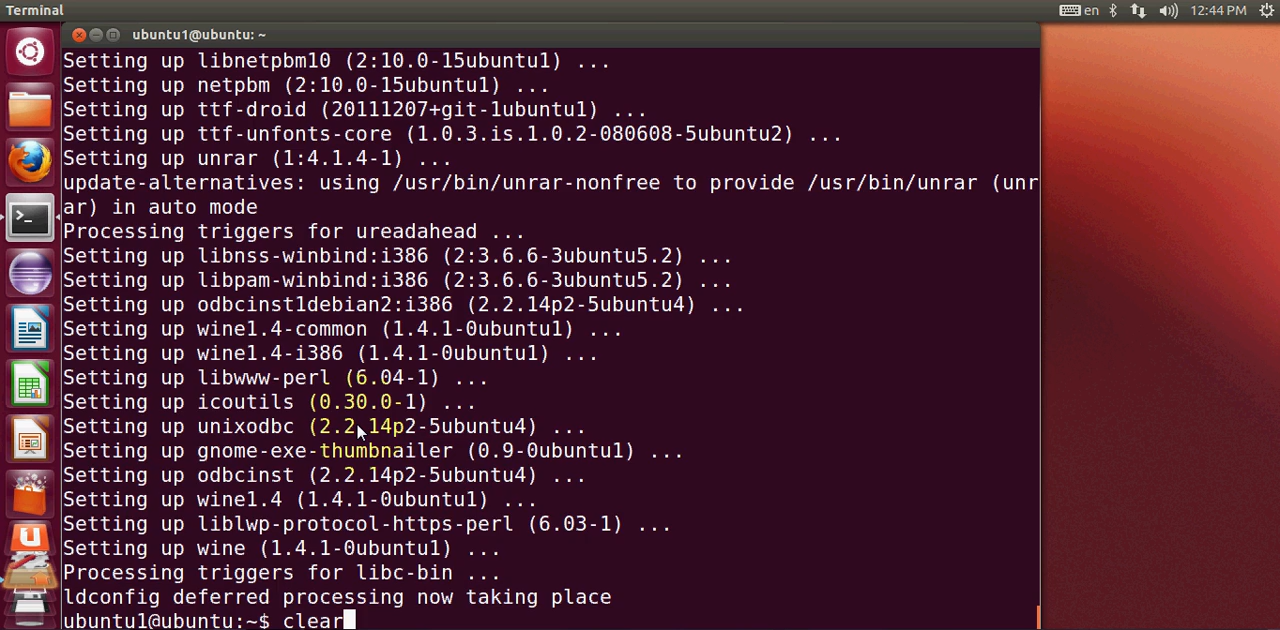 Terminal
en
12:44 PM
ubuntu1@ubuntu: ~
Setting up libnetpbm10 (2:10.0-15ubuntu1) ...
Setting up netpbm (2:10.0-15ubuntu1) ...
Setting up ttf-droid (20111207+git-1ubuntu1) ...
Setting up ttf-unfonts-core (1.0.3.is.1.0.2-080608-5ubuntu2) ...
Setting up unrar (1:4.1.4-1) ...
update-alternatives: using /usr/bin/unrar-nonfree to provide /usr/bin/unrar (unr
ar) in auto mode
Processing triggers for ureadahead ...
Setting up libnss-winbind:i386 (2:3.6.6-3ubuntu5.2) ...
Setting up libpam-winbind:i386 (2:3.6.6-3ubuntu5.2) ...
Setting up odbcinst1debian2:i386 (2.2.14p2-5ubuntu4) ...
Setting up wine1.4-common (1.4.1-0ubuntu1) ...
Setting up wine1.4-i386 (1.4.1-0ubuntu1) ...
Setting up libwww-perl (6.04-1) ...
Setting up icoutils (0.30.0-1) ...
Setting up unixodbc (2.2.14p2-5ubuntu4) ...
Setting up gnome-exe-thumbnailer (0.9-0ubuntu1) ...
Setting up odbcinst (2.2.14p2-5ubuntu4) ...
Setting up wine1.4 (1.4.1-0ubuntu1) ...
Setting up liblwp-protocol-https-perl (6.03-1) ...
Setting up wine (1.4.1-0ubuntu1) ...
Processing triggers for libc-bin ...
ldconfig deferred processing now taking place
ubuntu1@ubuntu:~$ clear